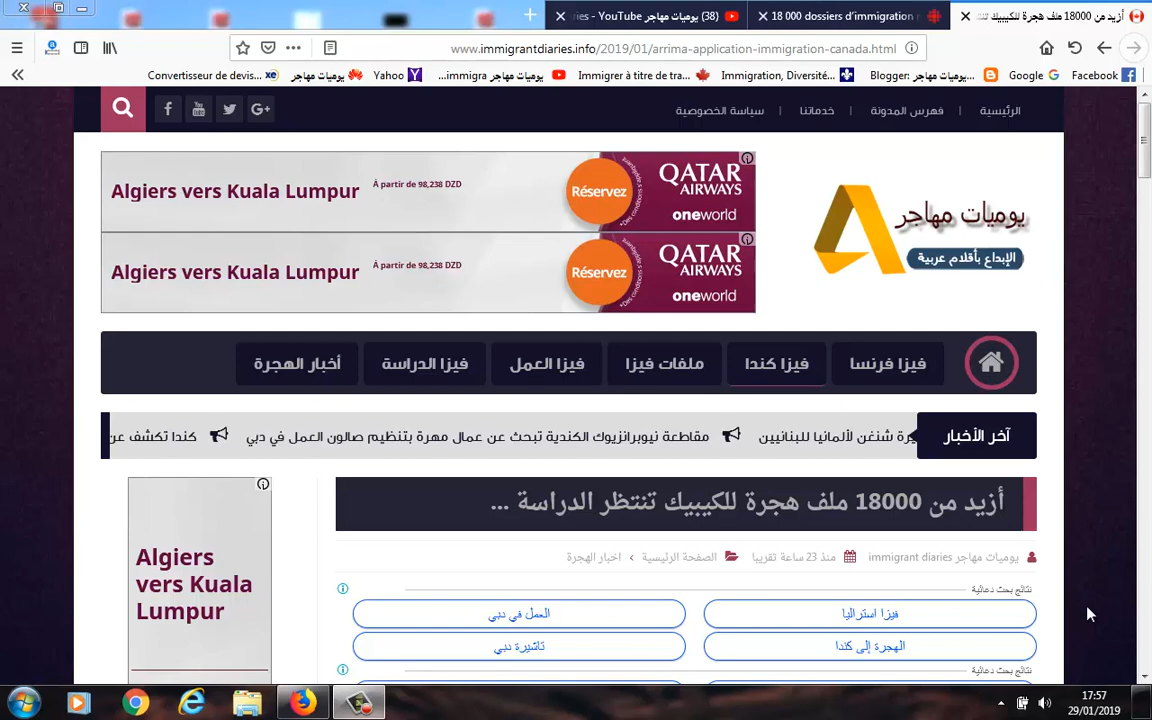 (38) يوميات مهاجر - YouTube
18 000 dossiers d'immigration
أزيد من 18000 ملف هجرة للكيبيك
www.immigrantdiaries.info/2019/01/arrima-application-immigration-canada.html
Convertisseur de devis...
يوميات مهاجر
Yahoo
يوميات مهاجر immigra...
Immigrer à titre de tra...
Immigration, Diversité...
Blogger: يوميات مهاجر...
Google
Facebook
الرئيسية | فهرس المدونة | خدماتنا | سياسة الخصوصية
Algiers vers Kuala Lumpur
À partir de 98,238 DZD
Réservez
QATAR AIRWAYS
oneworld
Algiers vers Kuala Lumpur
À partir de 98,238 DZD
Réservez
QATAR AIRWAYS
oneworld
يوميات مهاجر
الإبداع بأقلام عربية
فيزا فرنسا
فيزا كندا
ملفات فيزا
فيزا العمل
فيزا الدراسة
أخبار الهجرة
آخر الأخبار
شنغن لألمانيا للبنانيين
مقاطعة نيوبرانزيوك الكندية تبحث عن عمال مهرة بتنظيم صالون العمل في دبي
كندا تكشف عن
أزيد من 18000 ملف هجرة للكيبيك تنتظر الدراسة ...
يوميات مهاجر immigrant diaries
منذ 23 ساعة تقريبا
الصفحة الرئيسية › اخبار الهجرة
نتائج بحث دعائية
فيزا استراليا
العمل في دبي
الهجرة إلى كندا
تاشيرة دبي
نتائج بحث دعائية
Algiers
vers Kuala
Lumpur
17:57
29/01/2019